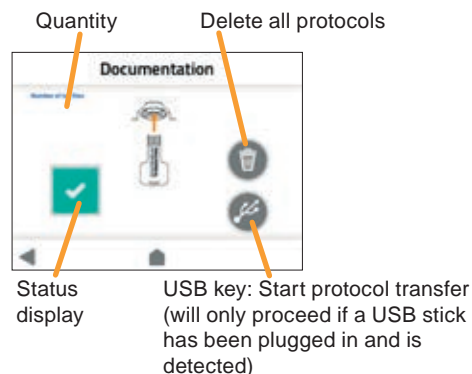 Quantity
Delete all protocols
Documentation
Status
display
USB key: Start protocol transfer
(will only proceed if a USB stick
has been plugged in and is
detected)